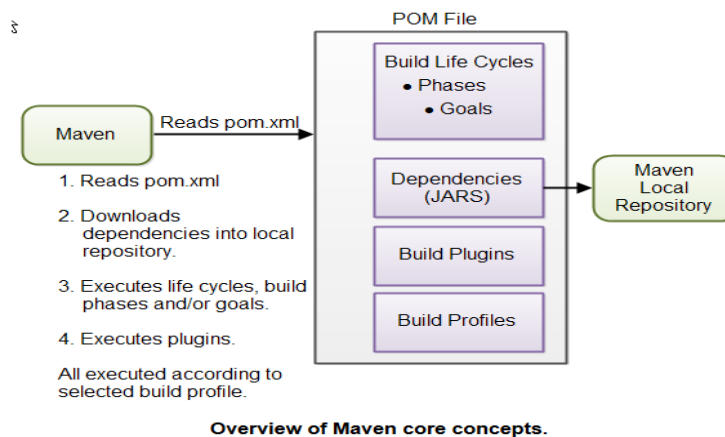 POM File
Build Life Cycles
• Phases
• Goals
Maven
Reads pom.xml
1. Reads pom.xml
2. Downloads
dependencies into local
repository.
3. Executes life cycles, build
phases and/or goals.
4. Executes plugins.
All executed according to
selected build profile.
Dependencies
(JARS)
Maven
Local
Repository
Build Plugins
Build Profiles
Overview of Maven core concepts.